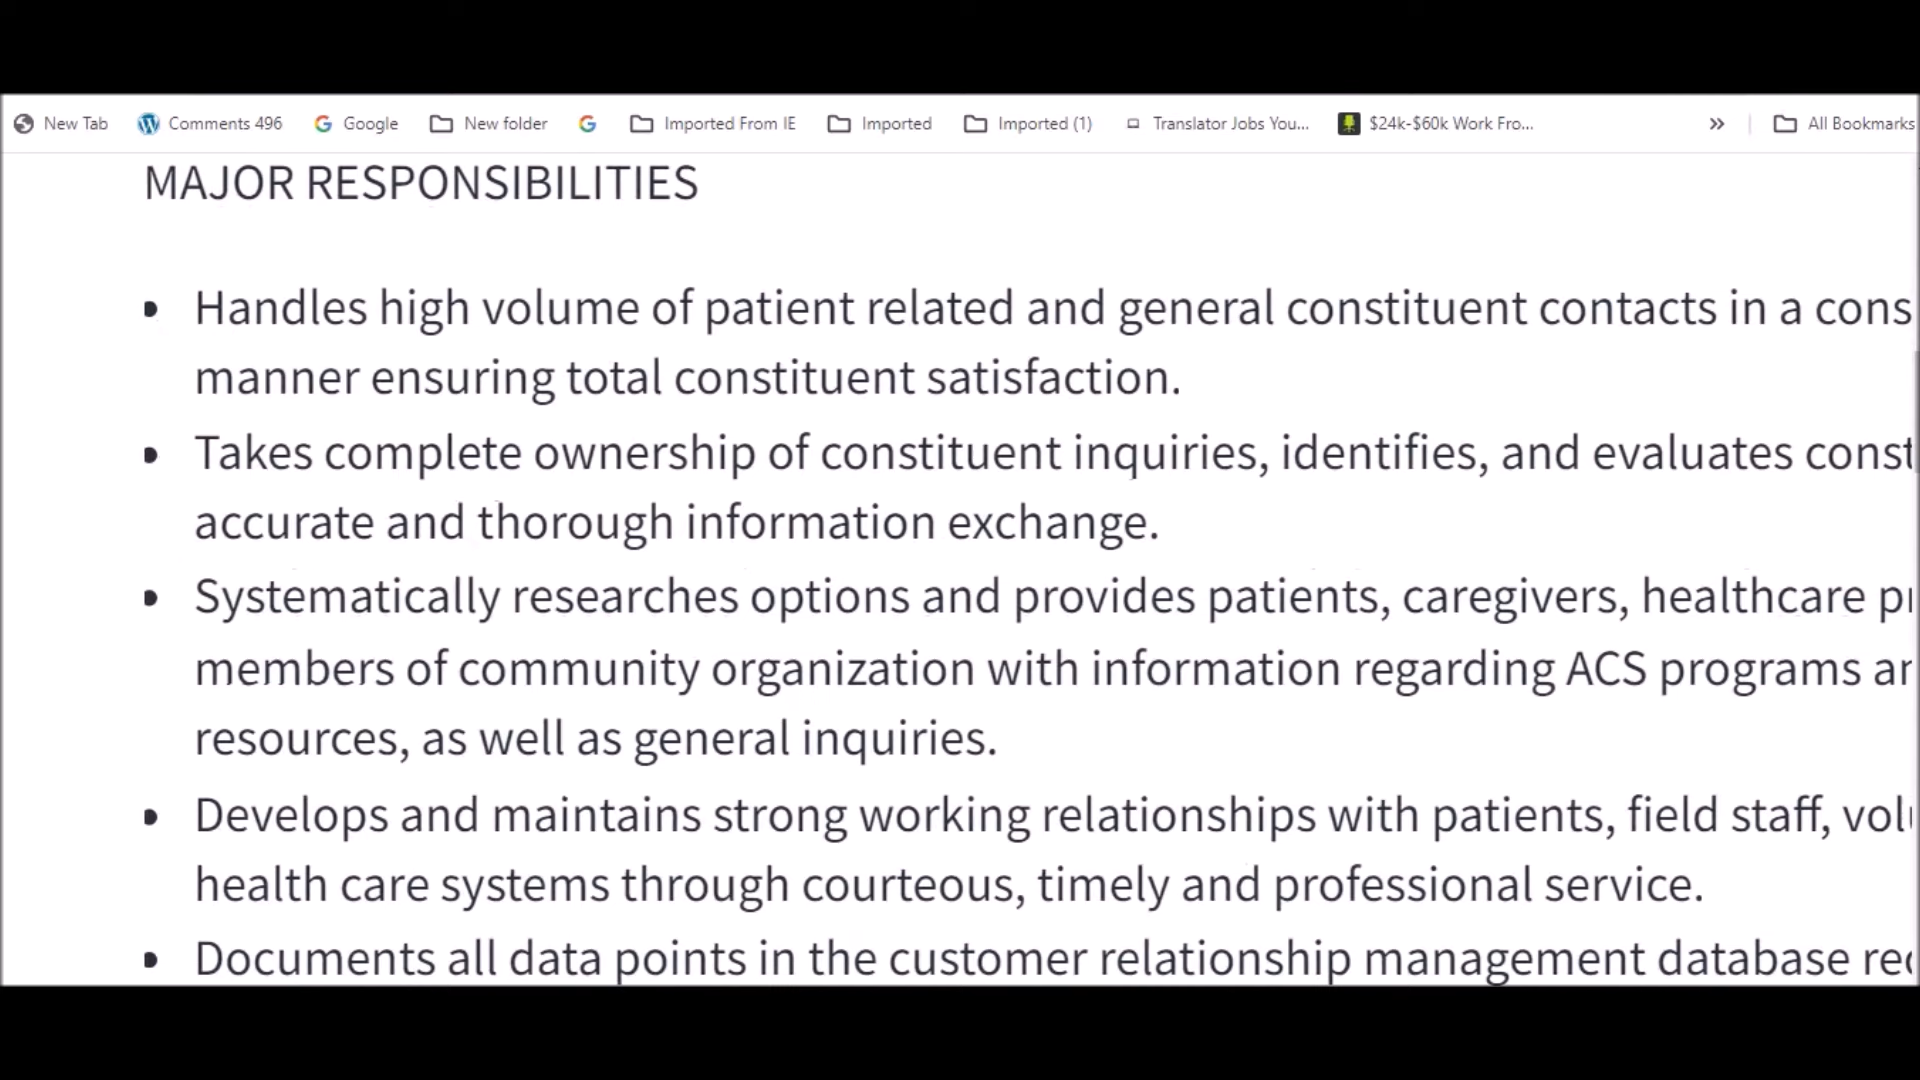 New Tab Comments 496 Google New folder Imported From IE Imported Imported (1) Translator Jobs You... $24k-$60k Work Fro... » All Bookmarks
MAJOR RESPONSIBILITIES
• Handles high volume of patient related and general constituent contacts in a
manner ensuring total constituent satisfaction.
• Takes complete ownership of constituent inquiries, identifies, and evaluates
accurate and thorough information exchange.
• Systematically researches options and provides patients, caregivers, healthcare
members of community organization with information regarding ACS programs
resources, as well as general inquiries.
• Develops and maintains strong working relationships with patients, field staff,
health care systems through courteous, timely and professional service.
• Documents all data points in the customer relationship management database